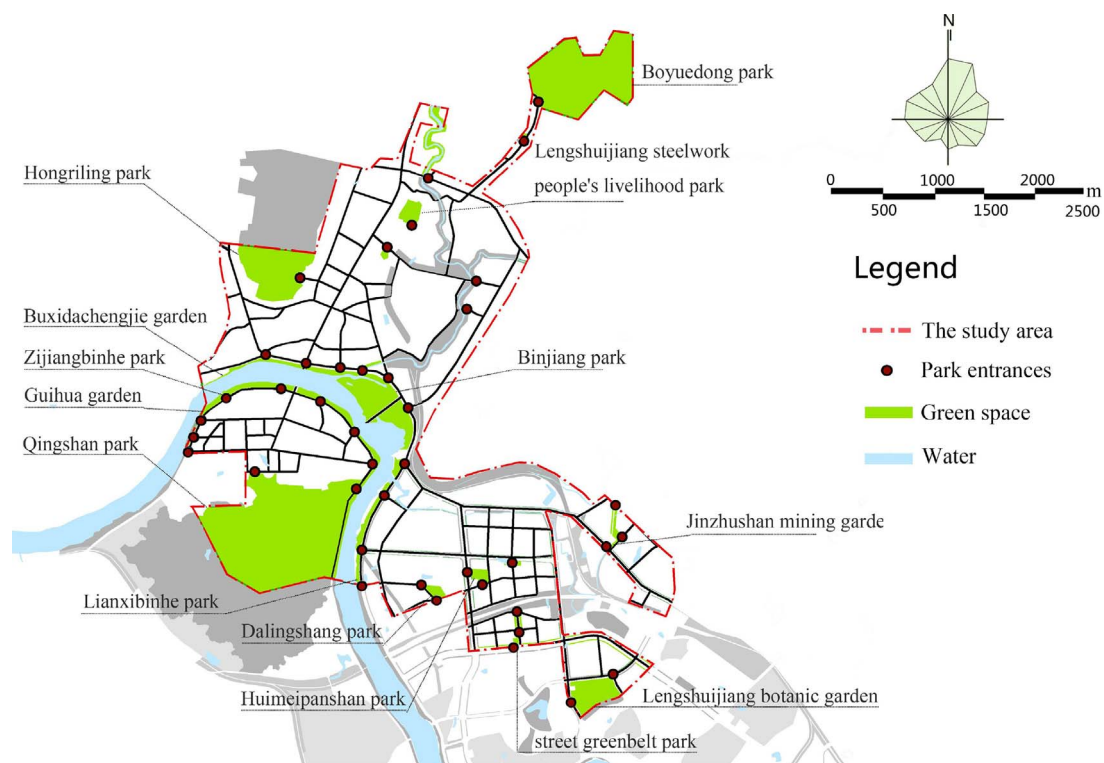 N
Boyuedong park
Lengshuijiang steelwork
people's livelihood park
Hongriling park
0 1000 2000 m
500 1500 2500
Legend
The study area
Park entrances
Green space
Water
Buxidachengjie garden
Zijiangbinhe park
Binjiang park
Guihua garden
Qingshan park
Jinzhushan mining garde
Lianxibinhe park
Dalingshang park
Huimeipanshan park
Lengshuijiang botanic garden
street greenbelt park